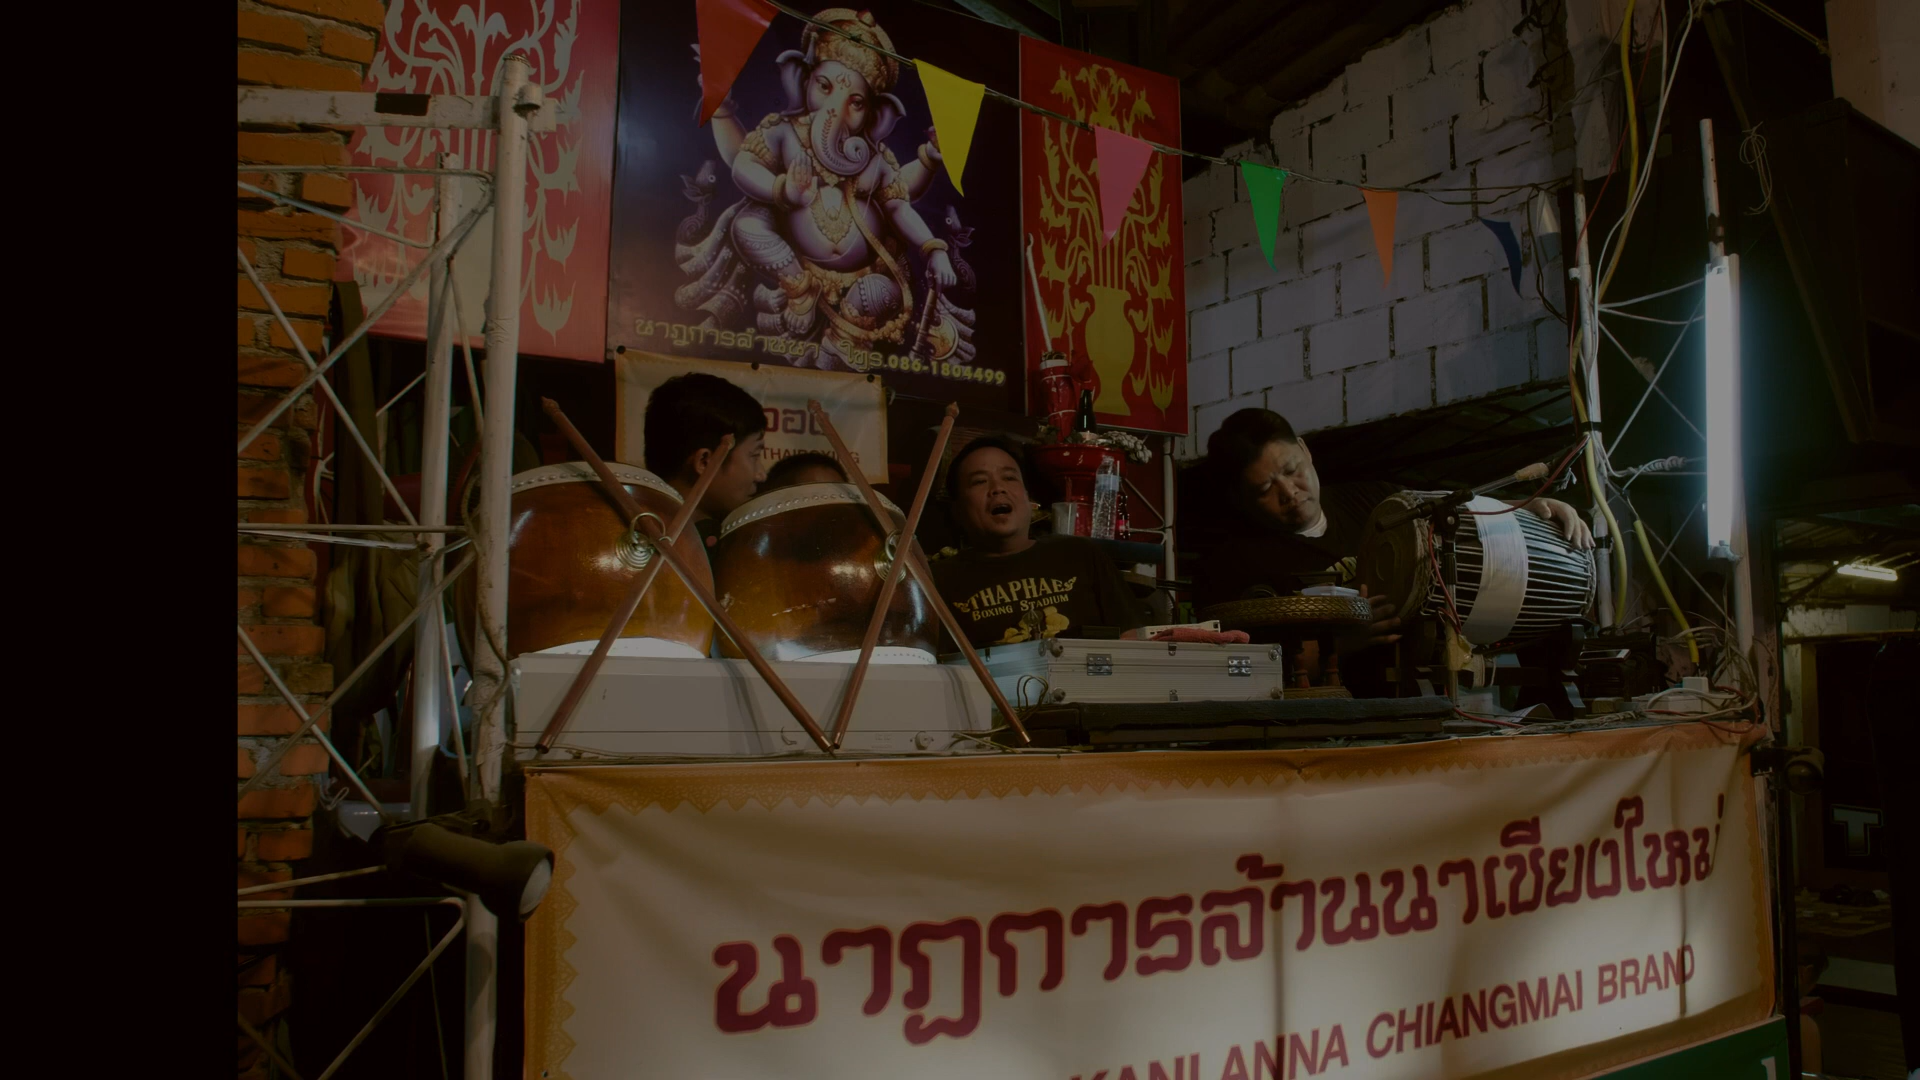 นาฏการล้านนา โทร.086-1804499
THAIBOXING
THAPHAE
BOXING STADIUM
นาฏการล้านนาเชียงใหม่
KANLANNA CHIANGMAI BRAND